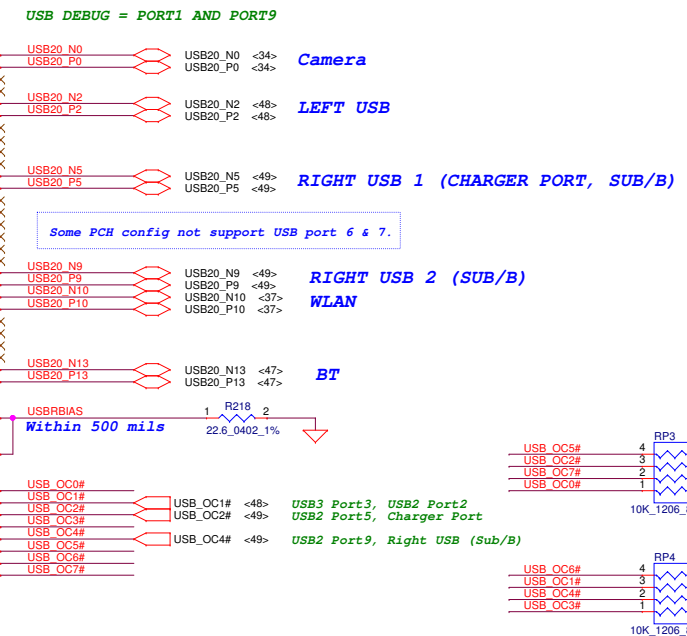 USB DEBUG = PORT1 AND PORT9
USB20_N0 USB20_N0 <34>
USB20_P0 USB20_P0 <34>
Camera
USB20_N2 USB20_N2 <48>
USB20_P2 USB20_P2 <48>
LEFT USB
USB20_N5 USB20_N5 <49>
USB20_P5 USB20_P5 <49>
RIGHT USB 1 (CHARGER PORT, SUB/B)
Some PCH config not support USB port 6 & 7.
USB20_N9 USB20_N9 <49>
USB20_P9 USB20_P9 <49>
RIGHT USB 2 (SUB/B)
USB20_N10 USB20_N10 <37>
USB20_P10 USB20_P10 <37>
WLAN
USB20_N13 USB20_N13 <47>
USB20_P13 USB20_P13 <47>
BT
USBRBIAS 1 R218 2
Within 500 mils 22.6_0402_1%
RP3
USB_OC5# 4
USB_OC2# 3
USB_OC7# 2
USB_OC0# 1
10K_1206_
USB_OC0#
USB_OC1# USB_OC1# <48> USB3 Port3, USB2 Port2
USB_OC2# USB_OC2# <49> USB2 Port5, Charger Port
USB_OC3#
USB_OC4# USB_OC4# <49> USB2 Port9, Right USB (Sub/B)
USB_OC5#
USB_OC6#
USB_OC7#
RP4
USB_OC6# 4
USB_OC1# 3
USB_OC4# 2
USB_OC3# 1
10K_1206_